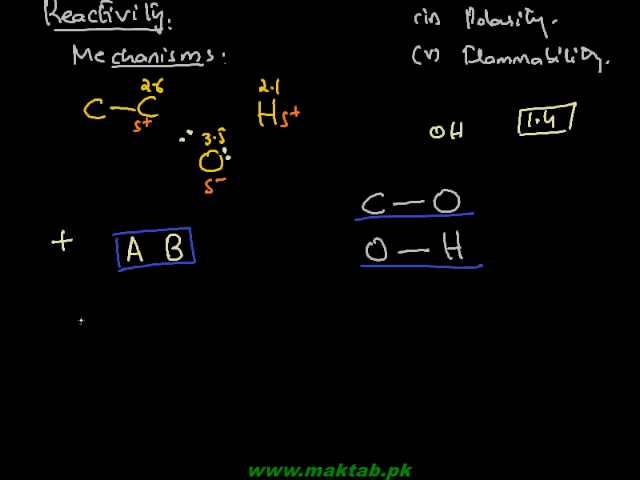 Reactivity.
Mechanisms:
(iv) Polarity.
(v) Flammability.
2.6
C — C
δ+
2.1
H δ+
3.5
O
δ-
OH
1.4
C — O
O — H
+ A B
www.maktab.pk